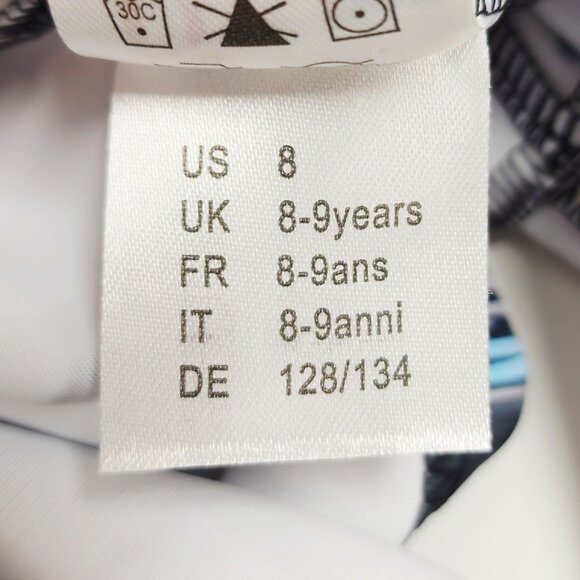 30C
US 8
UK 8-9years
FR 8-9ans
IT 8-9anni
DE 128/134